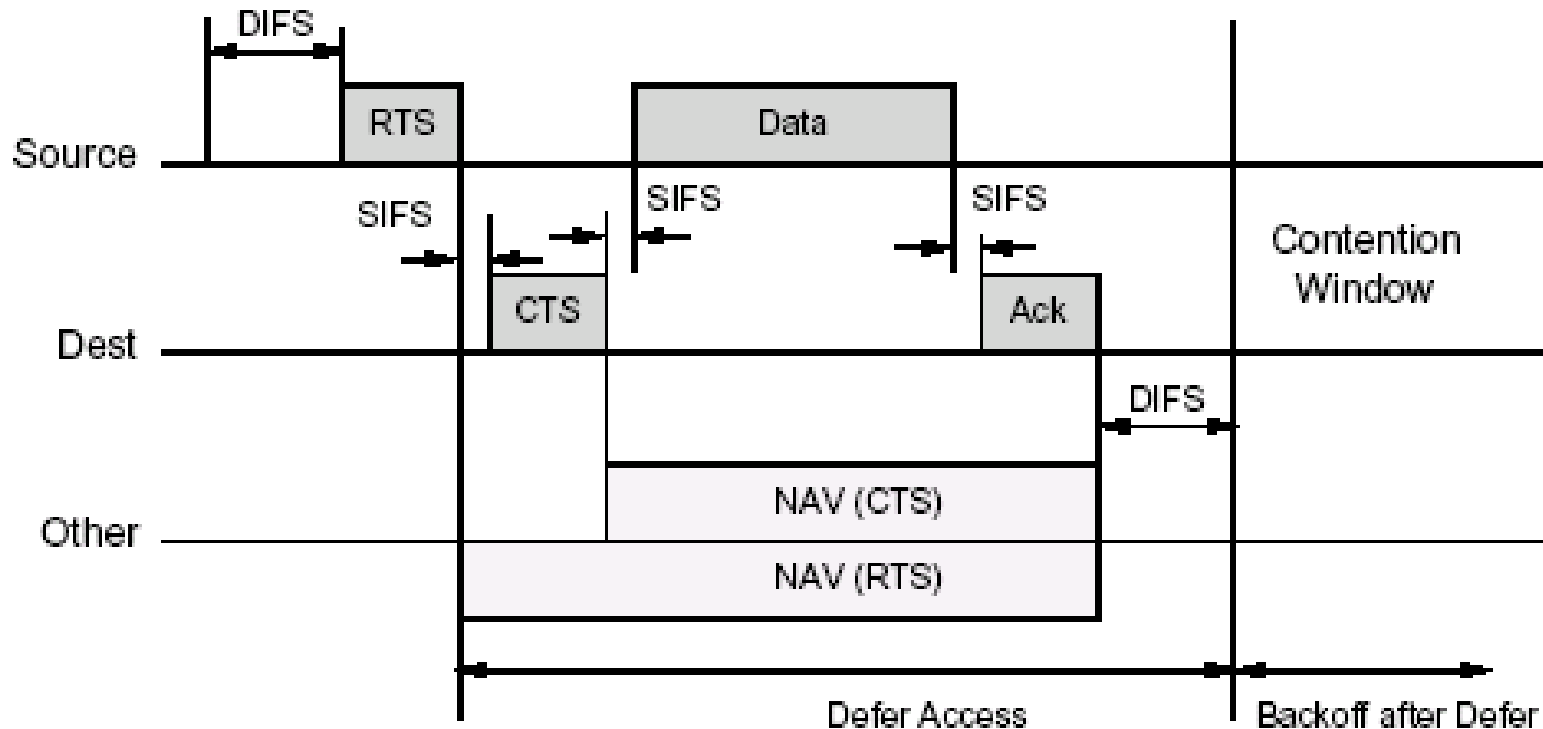 DIFS
RTS
Data
Source
SIFS
SIFS
SIFS
Contention
Window
CTS
Ack
Dest
DIFS
NAV (CTS)
Other
NAV (RTS)
Defer Access
Backoff after Defer